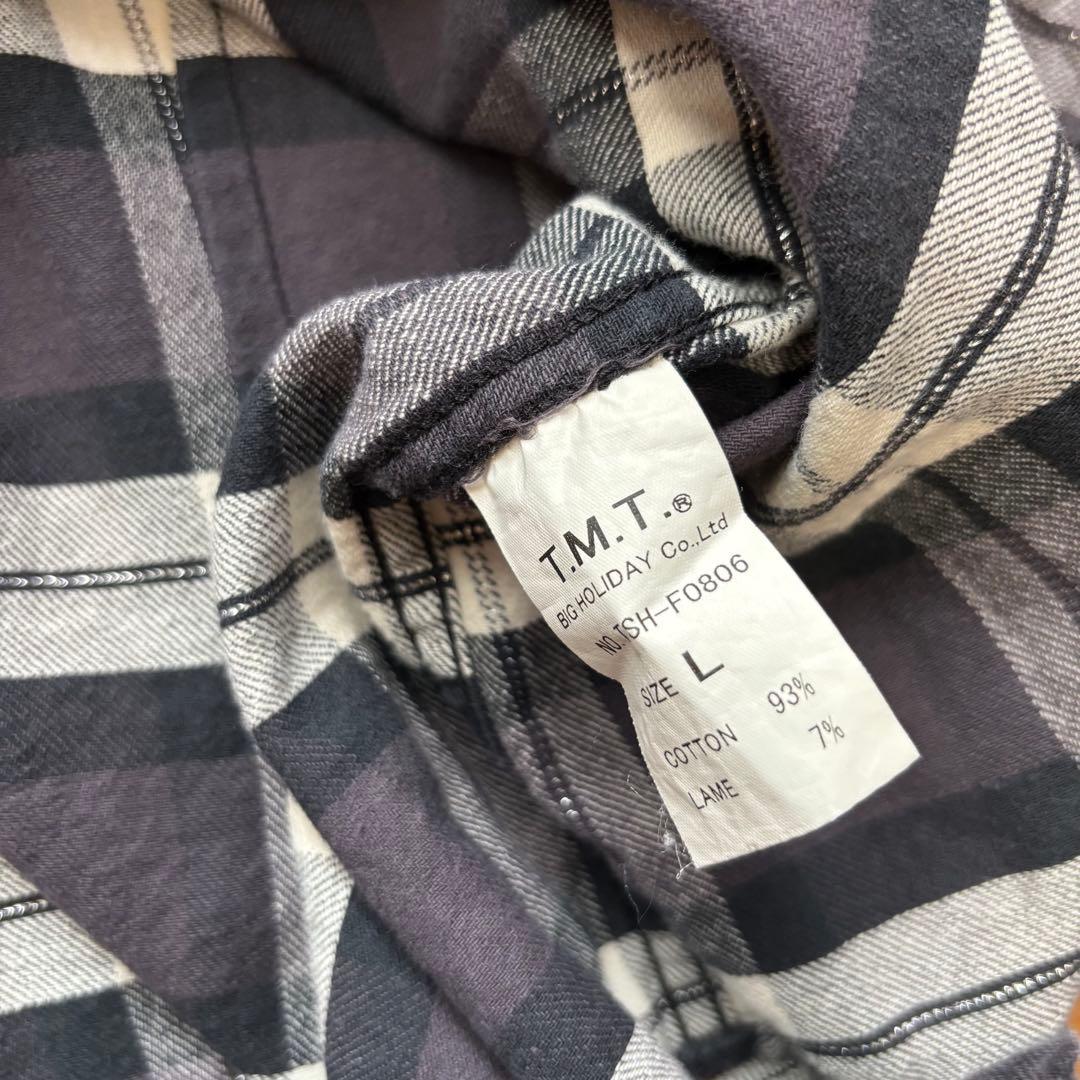 T.M.T.®
BIG HOLIDAY Co.,Ltd
NO.TSH-F0806
SIZE L
COTTON 93%
LAME 7%